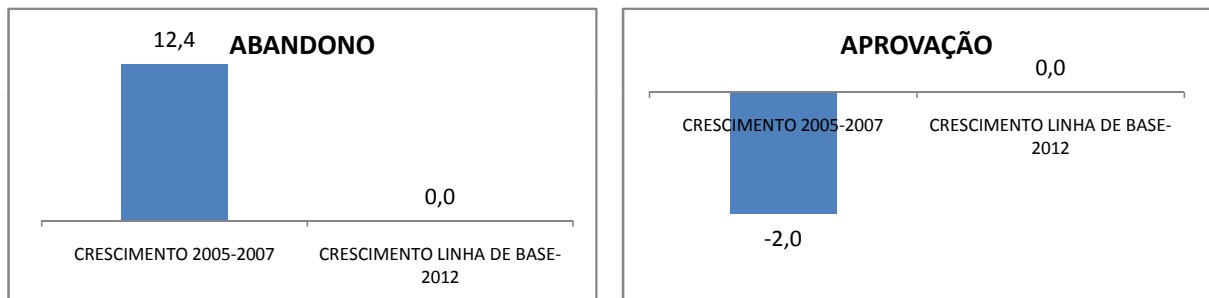 ABANDONO
12,4
0,0
CRESCIMENTO 2005-2007
CRESCIMENTO LINHA DE BASE-
2012
APROVAÇÃO
0,0
CRESCIMENTO 2005-2007
CRESCIMENTO LINHA DE BASE-
2012
-2,0